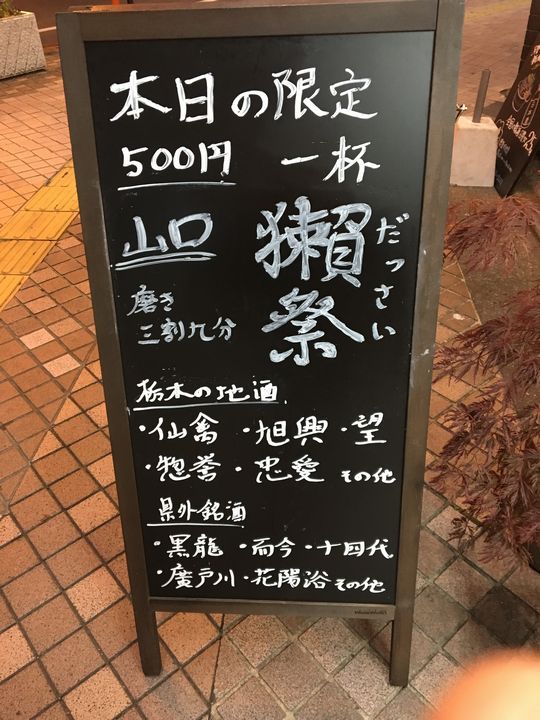 本日の限定
500円 一杯
山口
獺祭
だっさい
磨き
三割九分
栃木の地酒
・仙禽 ・旭興 ・望
・惣誉 ・忠愛 その他
県外銘酒
・黒龍 ・而今 ・十四代
・廣戸川 ・花陽浴 その他